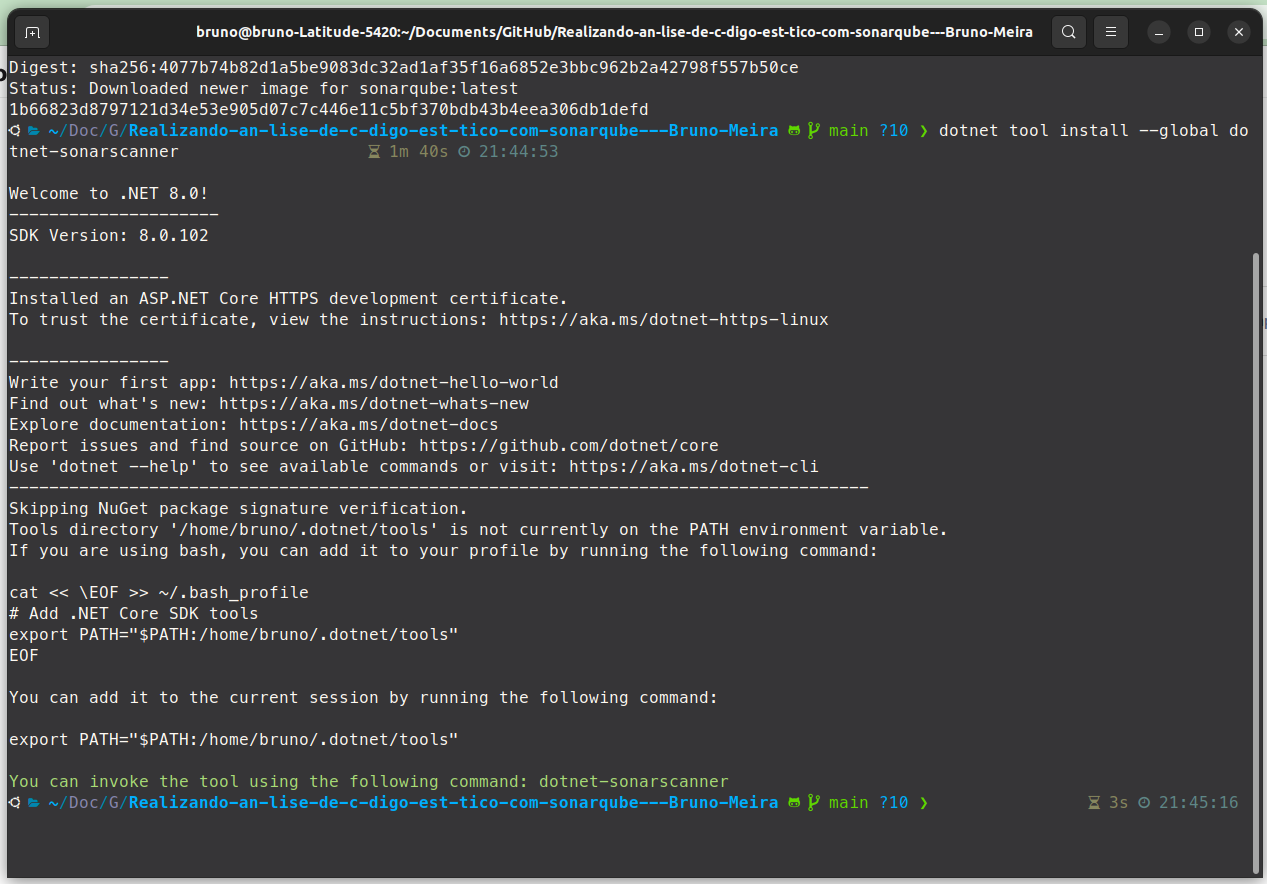 bruno@bruno-Latitude-5420:~/Documents/GitHub/Realizando-an-lise-de-c-digo-est-tico-com-sonarqube---Bruno-Meira
Digest: sha256:4077b74b82d1a5be9083dc32ad1af35f16a6852e3bbc962b2a42798f557b50ce
Status: Downloaded newer image for sonarqube:latest
1b66823d8797121d34e53e905d07c7c446e11c5bf370bdb43b4eea306db1defd
~/Doc/G/Realizando-an-lise-de-c-digo-est-tico-com-sonarqube---Bruno-Meira main ?10 ❯ dotnet tool install --global do
tnet-sonarscanner 1m 40s 21:44:53
Welcome to .NET 8.0!
---------------------
SDK Version: 8.0.102
----------------
Installed an ASP.NET Core HTTPS development certificate.
To trust the certificate, view the instructions: https://aka.ms/dotnet-https-linux
----------------
Write your first app: https://aka.ms/dotnet-hello-world
Find out what's new: https://aka.ms/dotnet-whats-new
Explore documentation: https://aka.ms/dotnet-docs
Report issues and find source on GitHub: https://github.com/dotnet/core
Use 'dotnet --help' to see available commands or visit: https://aka.ms/dotnet-cli
--------------------------------------------------------------------------------------
Skipping NuGet package signature verification.
Tools directory '/home/bruno/.dotnet/tools' is not currently on the PATH environment variable.
If you are using bash, you can add it to your profile by running the following command:
cat << \EOF >> ~/.bash_profile
# Add .NET Core SDK tools
export PATH="$PATH:/home/bruno/.dotnet/tools"
EOF
You can add it to the current session by running the following command:
export PATH="$PATH:/home/bruno/.dotnet/tools"
You can invoke the tool using the following command: dotnet-sonarscanner
~/Doc/G/Realizando-an-lise-de-c-digo-est-tico-com-sonarqube---Bruno-Meira main ?10 ❯ 3s 21:45:16